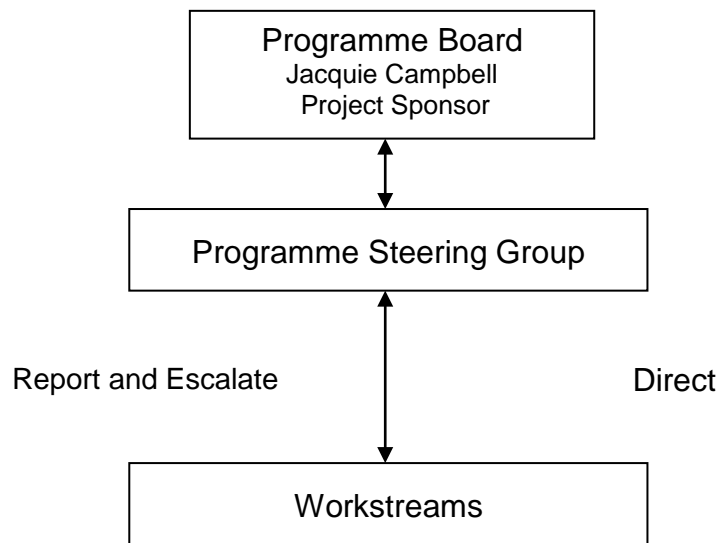 Programme Board
Jacquie Campbell
Project Sponsor
Programme Steering Group
Report and Escalate
Direct
Workstreams